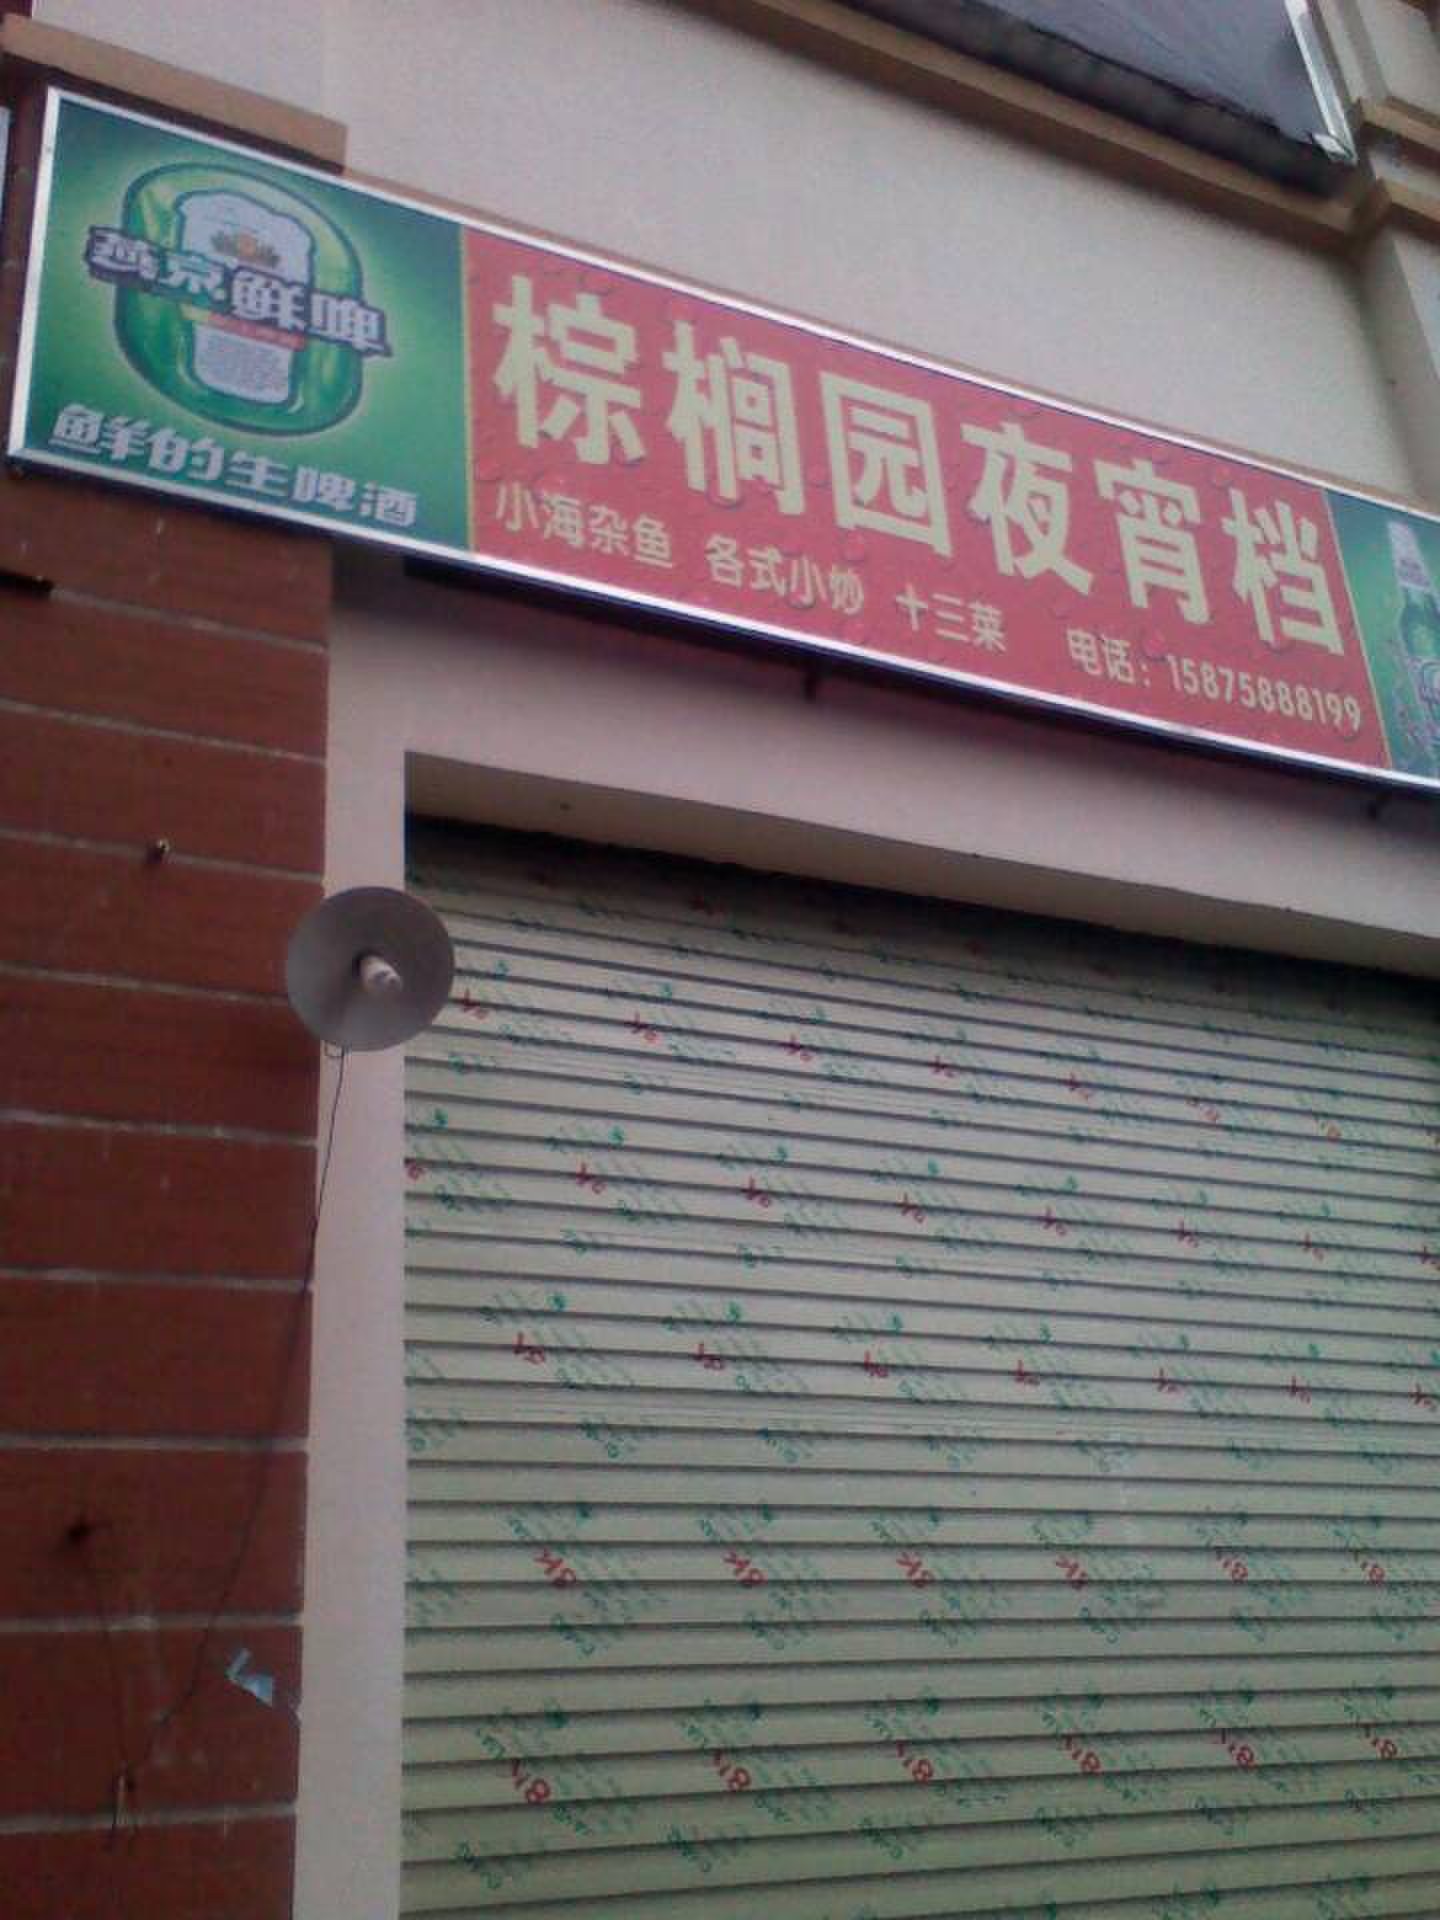 燕京鲜啤
鲜的生啤酒
棕榈园夜宵档
小海杂鱼 各式小炒 十三菜 电话：15875888199